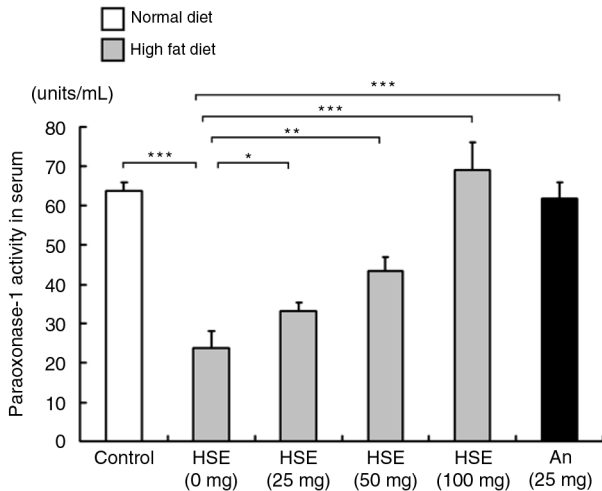 Normal diet
High fat diet
(units/mL)
***
***
**
***
*
Paraoxonase-1 activity in serum
80
70
60
50
40
30
20
10
0
Control
HSE
(0 mg)
HSE
(25 mg)
HSE
(50 mg)
HSE
(100 mg)
An
(25 mg)